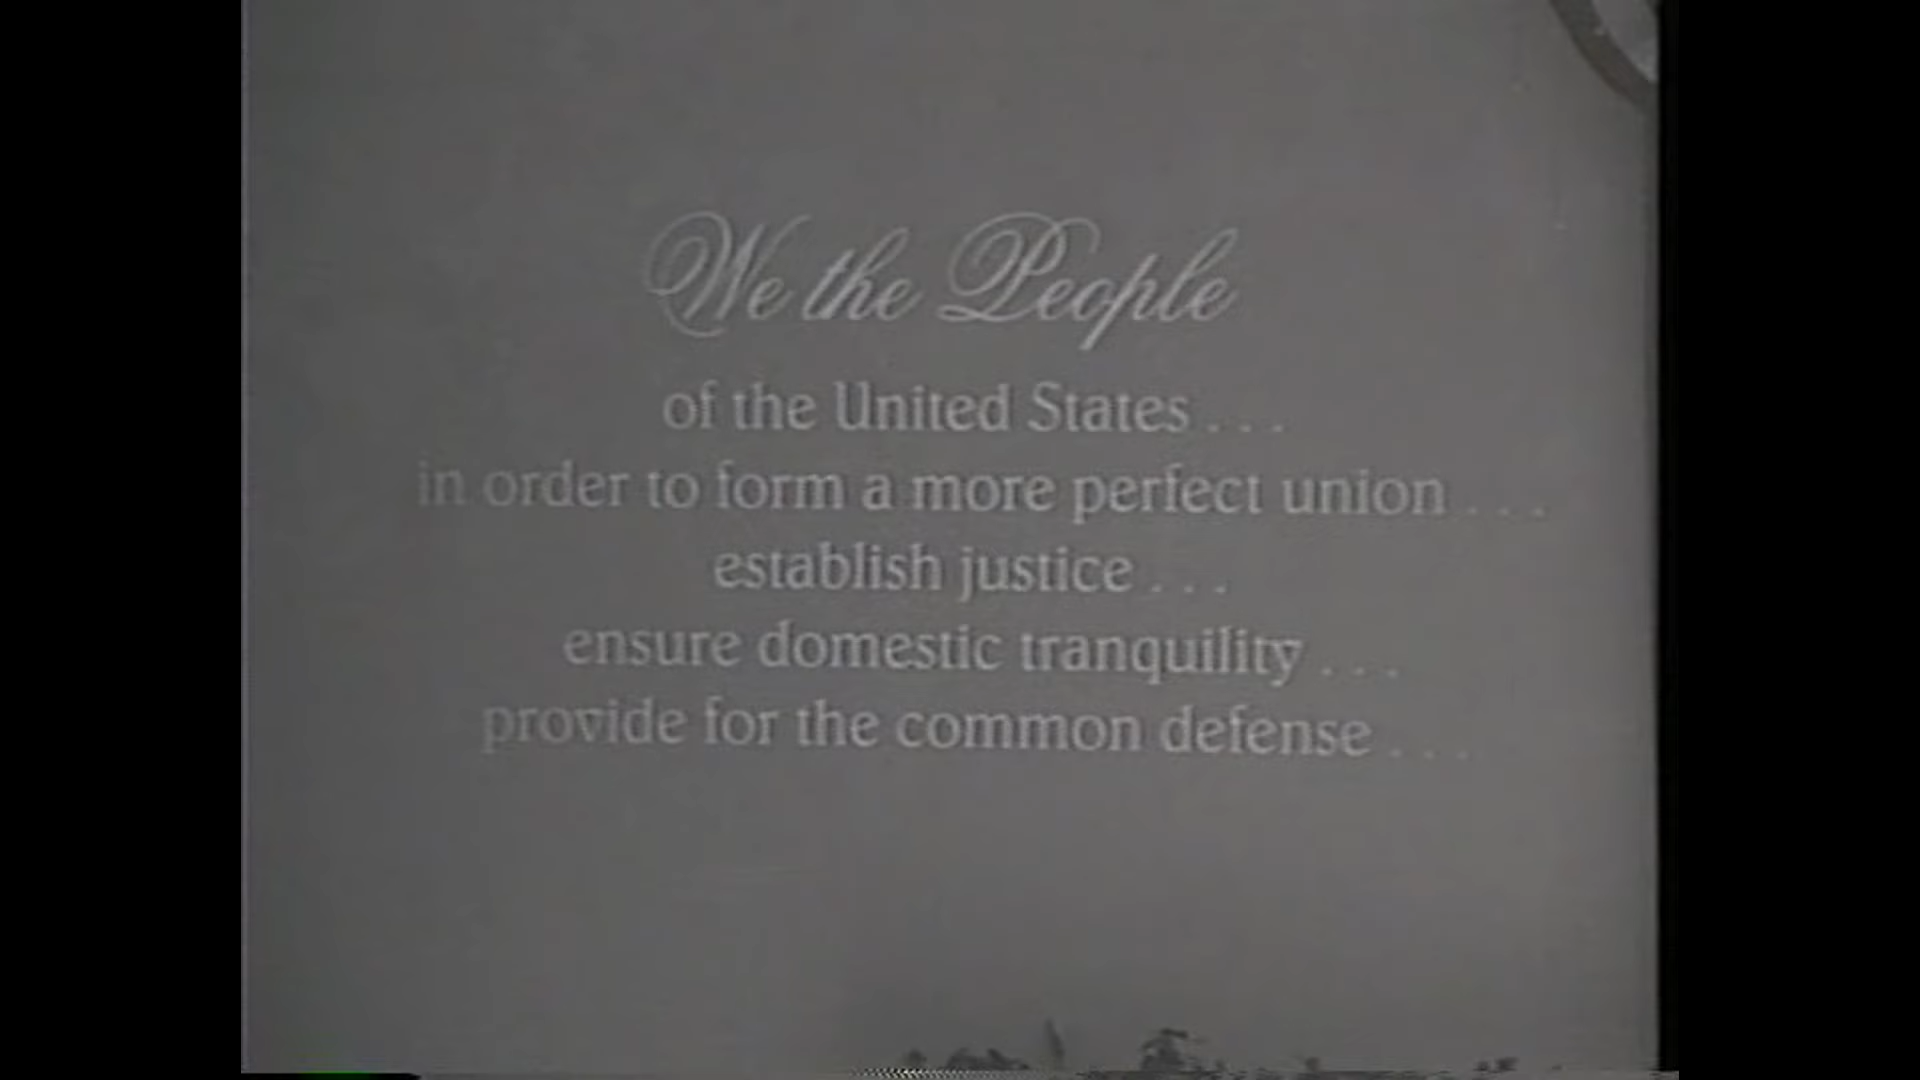 We the People
of the United States . . .
in order to form a more perfect union . . .
establish justice . . .
ensure domestic tranquility . . .
provide for the common defense . . .